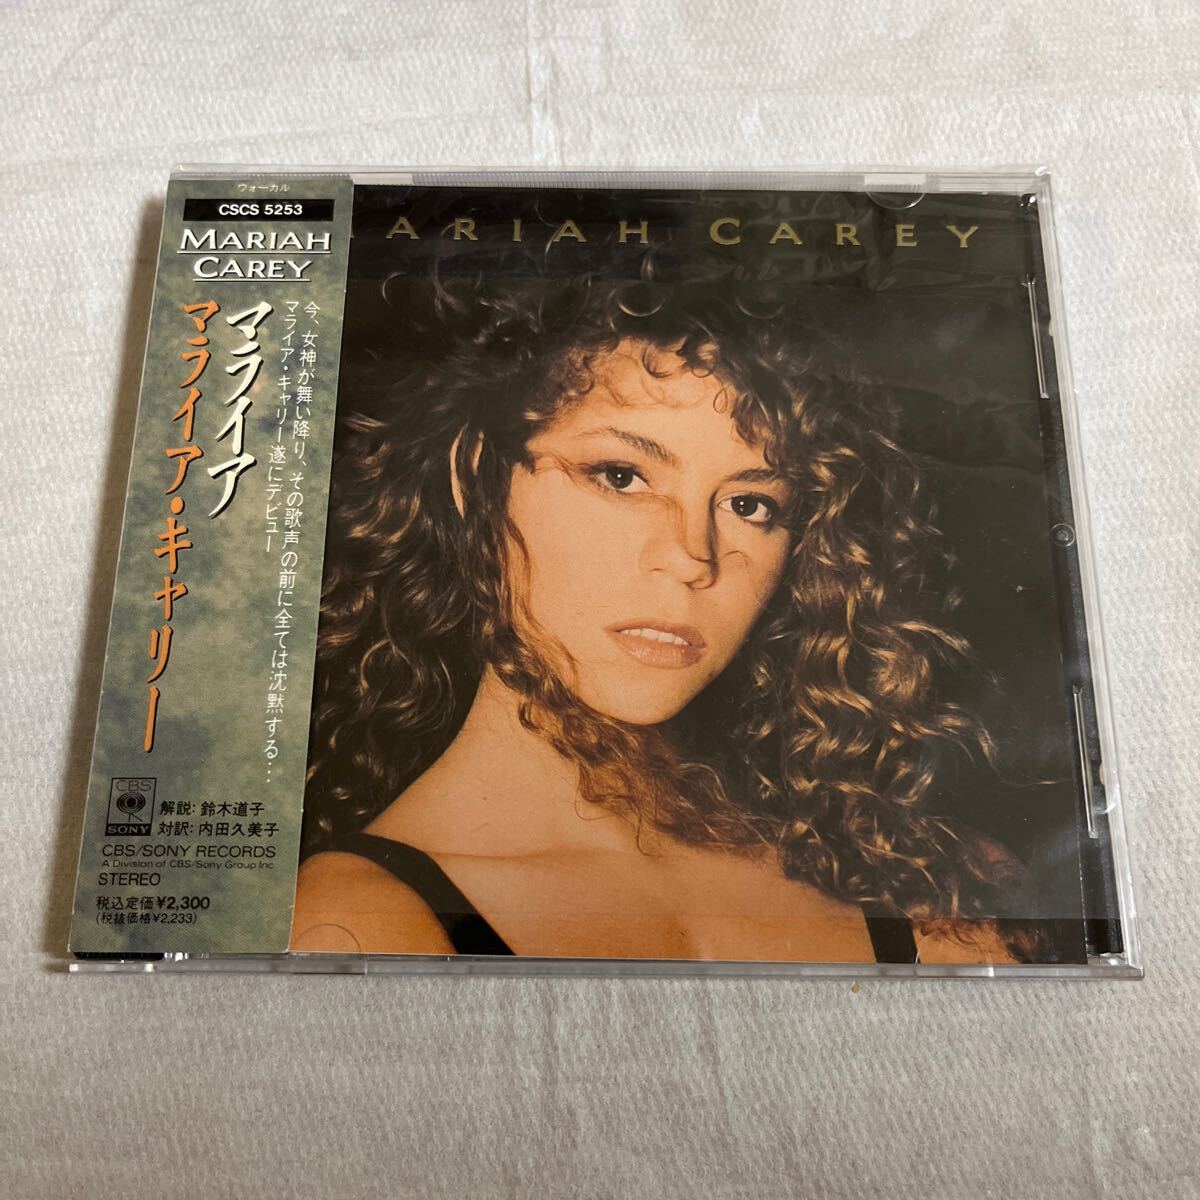 ウォーカル
CSCS 5253
MARIAH
CAREY
今、女神が舞い降り、その歌声の前に全ては沈黙する…
マライア・キャリー遂にデビュー
マライア
マライア・キャリー
CBS
SONY
解説: 鈴木道子
対訳: 内田久美子
CBS/SONY RECORDS
A Division of CBS/Sony Group Inc
STEREO
税込定価¥2,300
(税抜価格¥2,233)
MARIAH CAREY